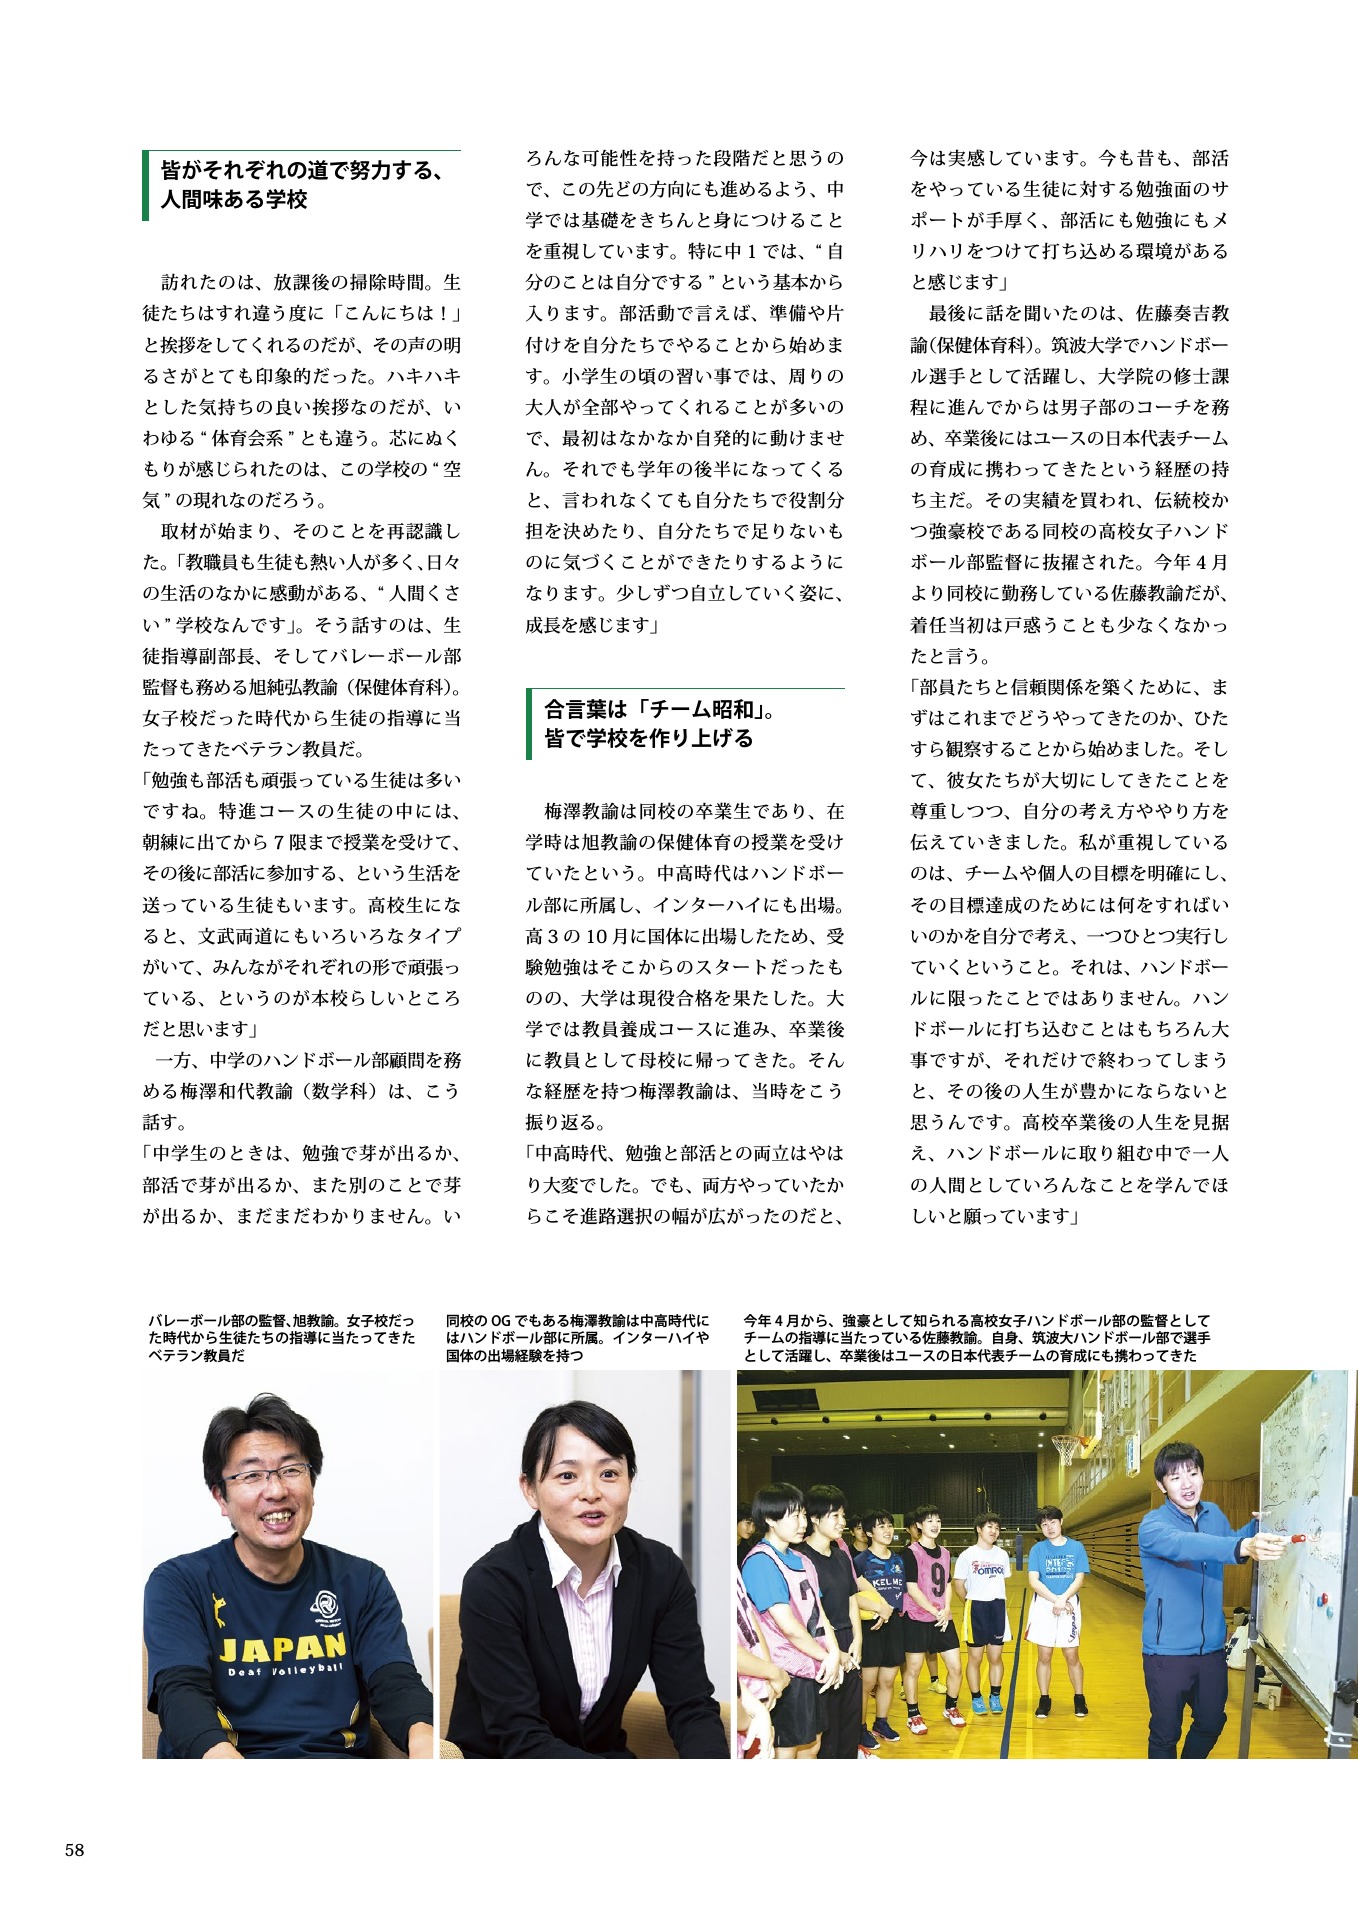 皆がそれぞれの道で努力する、
人間味ある学校
訪れたのは、放課後の掃除時間。生
徒たちはすれ違う度に「こんにちは！」
と挨拶をしてくれるのだが、その声の明
るさがとても印象的だった。ハキハキ
とした気持ちの良い挨拶なのだが、い
わゆる“体育会系”とも違う。芯にぬく
もりが感じられたのは、この学校の“空
気”の現れなのだろう。
取材が始まり、そのことを再認識し
た。「教職員も生徒も熱い人が多く、日々
の生活のなかに感動がある、“人間くさ
い”学校なんです」。そう話すのは、生
徒指導副部長、そしてバレーボール部
監督も務める旭純弘教諭（保健体育科）。
女子校だった時代から生徒の指導に当
たってきたベテラン教員だ。
「勉強も部活も頑張っている生徒は多い
ですね。特進コースの生徒の中には、
朝練に出てから7限まで授業を受けて、
その後に部活に参加する、という生活を
送っている生徒もいます。高校生にな
ると、文武両道にもいろいろなタイプ
がいて、みんながそれぞれの形で頑張っ
ている、というのが本校らしいところ
だと思います」
一方、中学のハンドボール部顧問を務
める梅澤和代教諭（数学科）は、こう
話す。
「中学生のときは、勉強で芽が出るか、
部活で芽が出るか、また別のことで芽
が出るか、まだまだわかりません。い
ろんな可能性を持った段階だと思うの
で、この先どの方向にも進めるよう、中
学では基礎をきちんと身につけること
を重視しています。特に中1では、“自
分のことは自分でする”という基本から
入ります。部活動で言えば、準備や片
付けを自分たちでやることから始めま
す。小学生の頃の習い事では、周りの
大人が全部やってくれることが多いの
で、最初はなかなか自発的に動けませ
ん。それでも学年の後半になってくる
と、言われなくても自分たちで役割分
担を決めたり、自分たちで足りないも
のに気づくことができたりするように
なります。少しずつ自立していく姿に、
成長を感じます」
合言葉は「チーム昭和」。
皆で学校を作り上げる
梅澤教諭は同校の卒業生であり、在
学時は旭教諭の保健体育の授業を受け
ていたという。中高時代はハンドボー
ル部に所属し、インターハイにも出場。
高3の10月に国体に出場したため、受
験勉強はそこからのスタートだったも
のの、大学は現役合格を果たした。大
学では教員養成コースに進み、卒業後
に教員として母校に帰ってきた。そん
な経歴を持つ梅澤教諭は、当時をこう
振り返る。
「中高時代、勉強と部活との両立はやは
り大変でした。でも、両方やっていたか
らこそ進路選択の幅が広がったのだと、
今は実感しています。今も昔も、部活
をやっている生徒に対する勉強面のサ
ポートが手厚く、部活にも勉強にもメ
リハリをつけて打ち込める環境がある
と感じます」
最後に話を聞いたのは、佐藤奏吉教
諭（保健体育科）。筑波大学でハンドボー
ル選手として活躍し、大学院の修士課
程に進んでからは男子部のコーチを務
め、卒業後にはユースの日本代表チーム
の育成に携わってきたという経歴の持
ち主だ。その実績を買われ、伝統校か
つ強豪校である同校の高校女子ハンド
ボール部監督に抜擢された。今年4月
より同校に勤務している佐藤教諭だが、
着任当初は戸惑うことも少なくなかっ
たと言う。
「部員たちと信頼関係を築くために、ま
ずはこれまでどうやってきたのか、ひた
すら観察することから始めました。そし
て、彼女たちが大切にしてきたことを
尊重しつつ、自分の考え方ややり方を
伝えていきました。私が重視している
のは、チームや個人の目標を明確にし、
その目標達成のためには何をすればい
いのかを自分で考え、一つひとつ実行し
ていくということ。それは、ハンドボー
ルに限ったことではありません。ハン
ドボールに打ち込むことはもちろん大
事ですが、それだけで終わってしまう
と、その後の人生が豊かにならないと
思うんです。高校卒業後の人生を見据
え、ハンドボールに取り組む中で一人
の人間としていろんなことを学んでほ
しいと願っています」
バレーボール部の監督、旭教諭。女子校だっ
た時代から生徒たちの指導に当たってきた
ベテラン教員だ
同校のOGでもある梅澤教諭は中高時代に
はハンドボール部に所属。インターハイや
国体の出場経験を持つ
今年4月から、強豪として知られる高校女子ハンドボール部の監督として
チームの指導に当たっている佐藤教諭。自身、筑波大ハンドボール部で選手
として活躍し、卒業後はユースの日本代表チームの育成にも携わってきた
JAPAN
Deaf Volleyball
KELME
9
OMRON
58